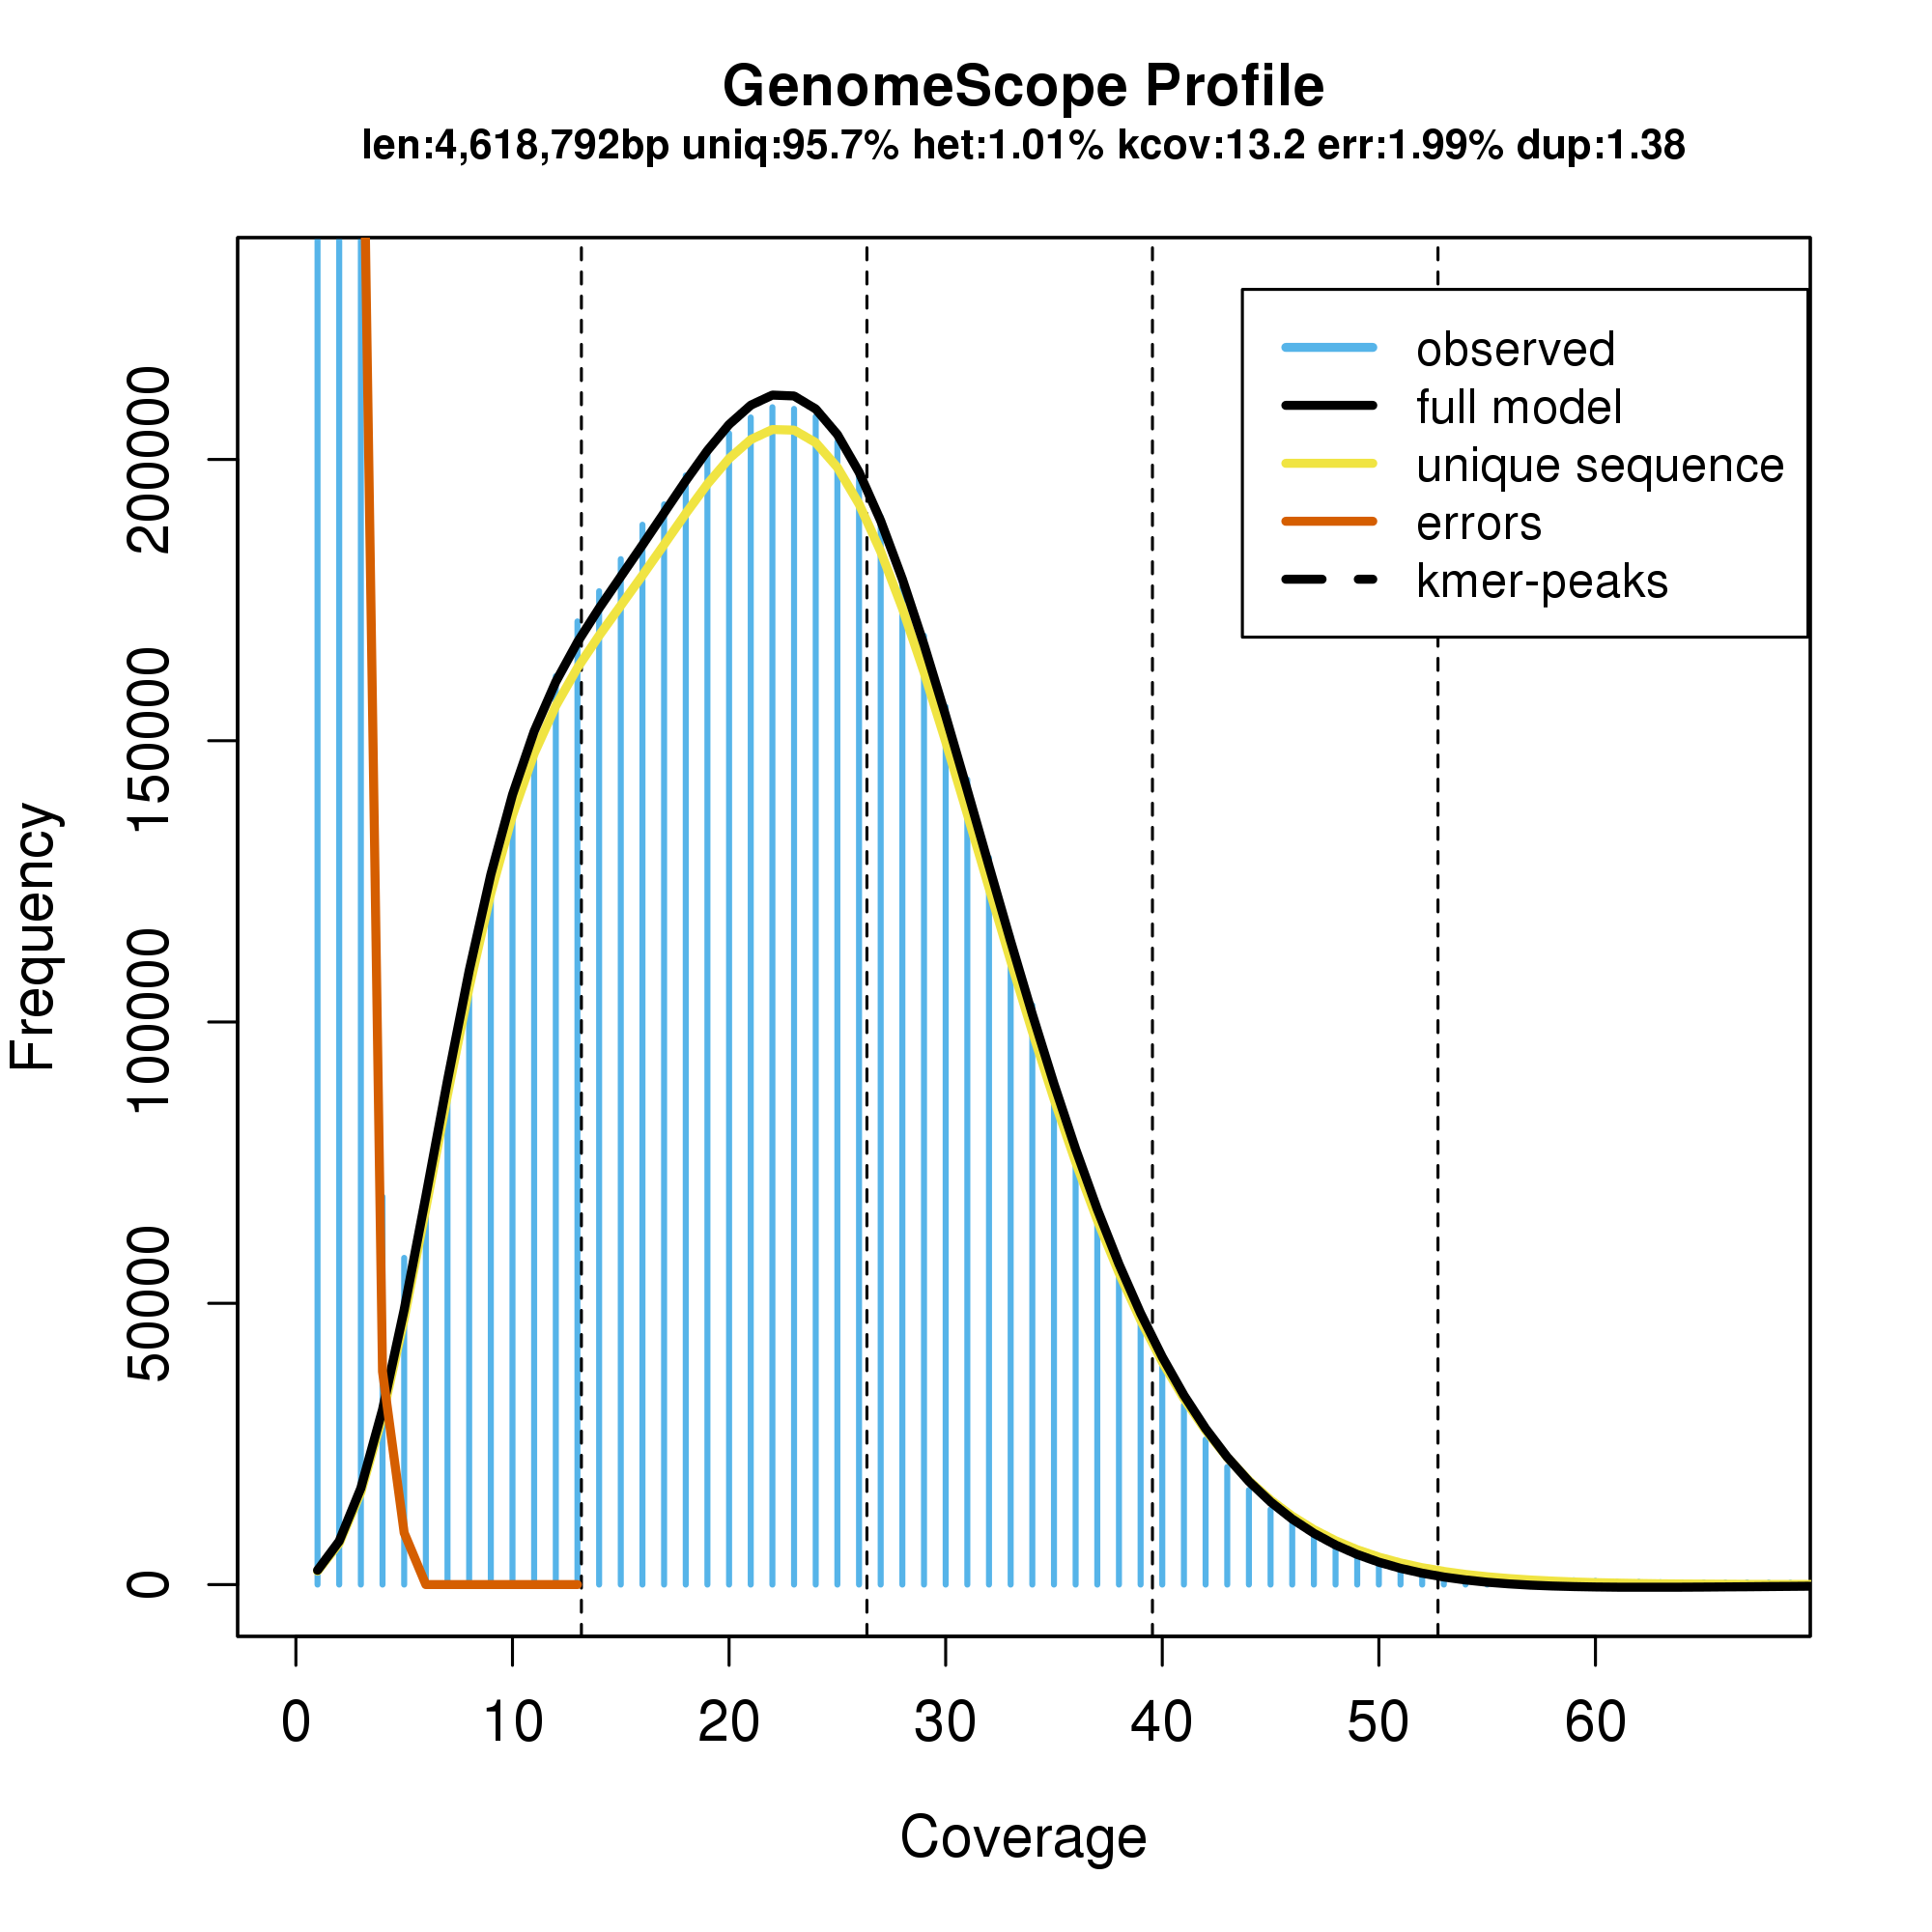 GenomeScope Profile
len:4,618,792bp uniq:95.7% het:1.01% kcov:13.2 err:1.99% dup:1.38
observed
full model
unique sequence
errors
kmer-peaks
Frequency
200000
150000
100000
50000
0
0 10 20 30 40 50 60
Coverage